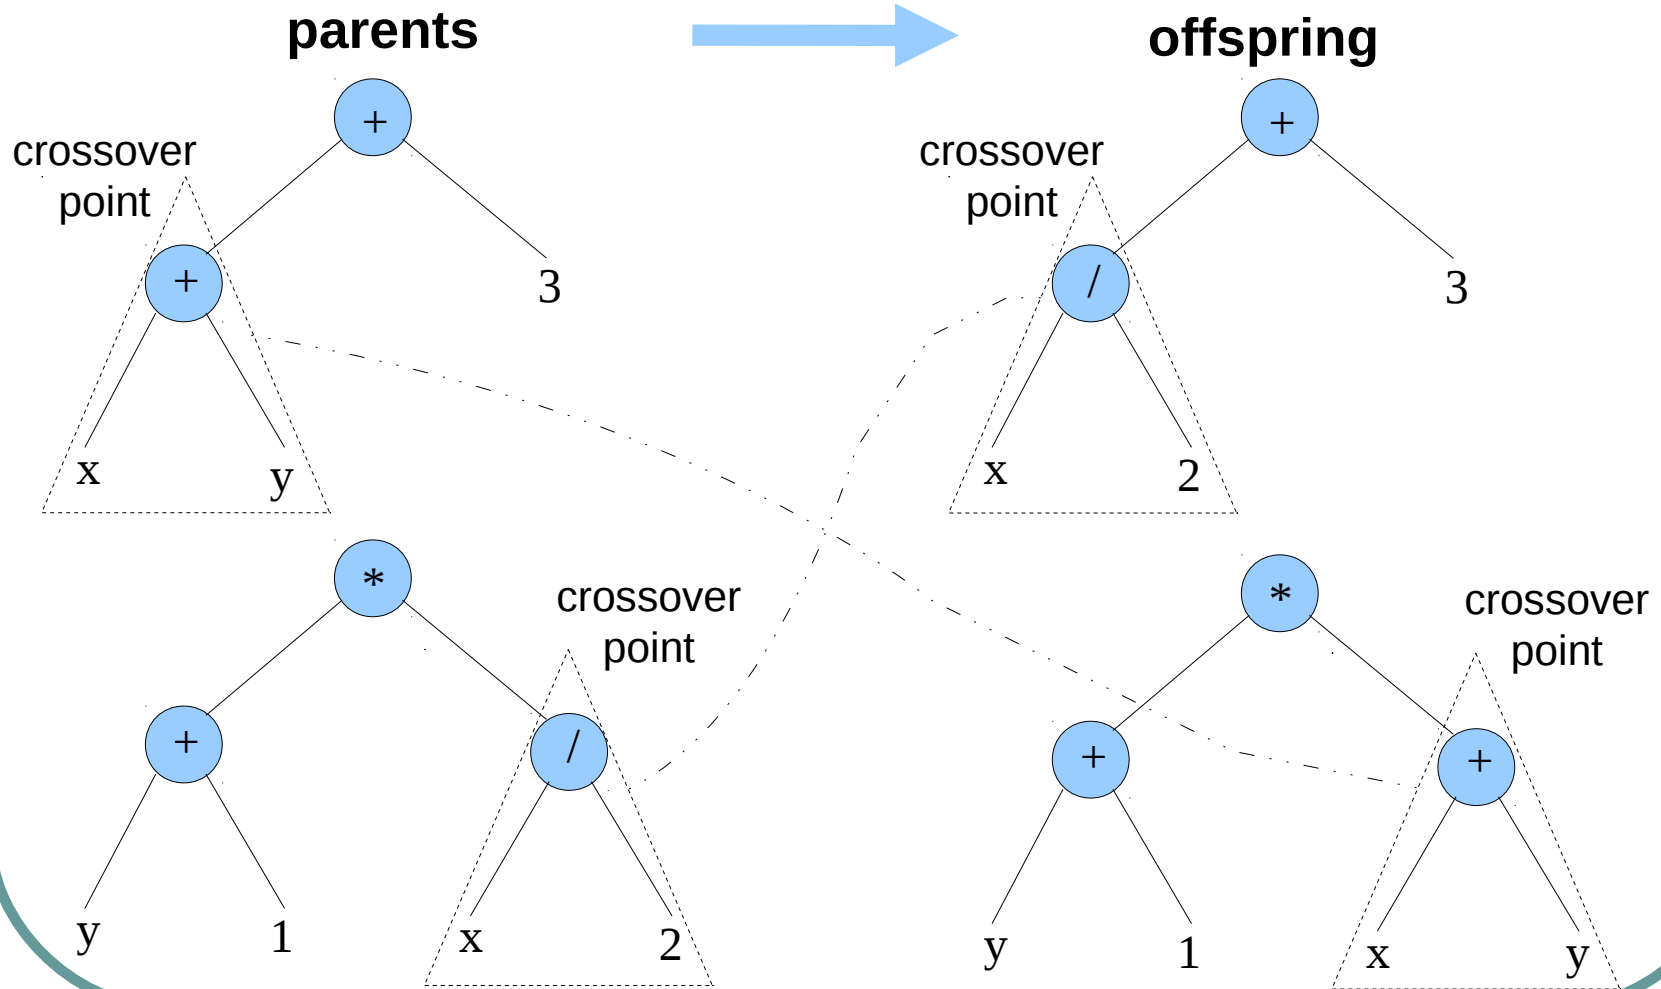 parents
offspring
+
crossover
point
+
3
x
y
+
crossover
point
/
3
x
2
*
crossover
point
+
/
y
1
x
2
*
crossover
point
+
+
y
1
x
y